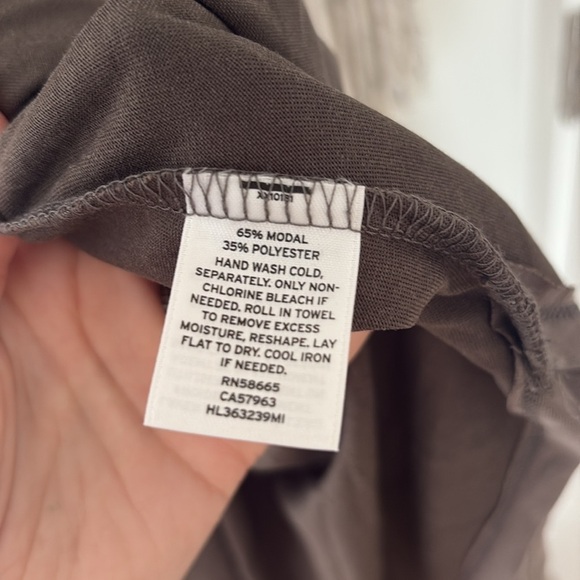 65% MODAL
35% POLYESTER
HAND WASH COLD,
SEPARATELY. ONLY NON-
CHLORINE BLEACH IF
NEEDED. ROLL IN TOWEL
TO REMOVE EXCESS
MOISTURE, RESHAPE. LAY
FLAT TO DRY. COOL IRON
IF NEEDED.
RN58665
CA57963
HL363239MI